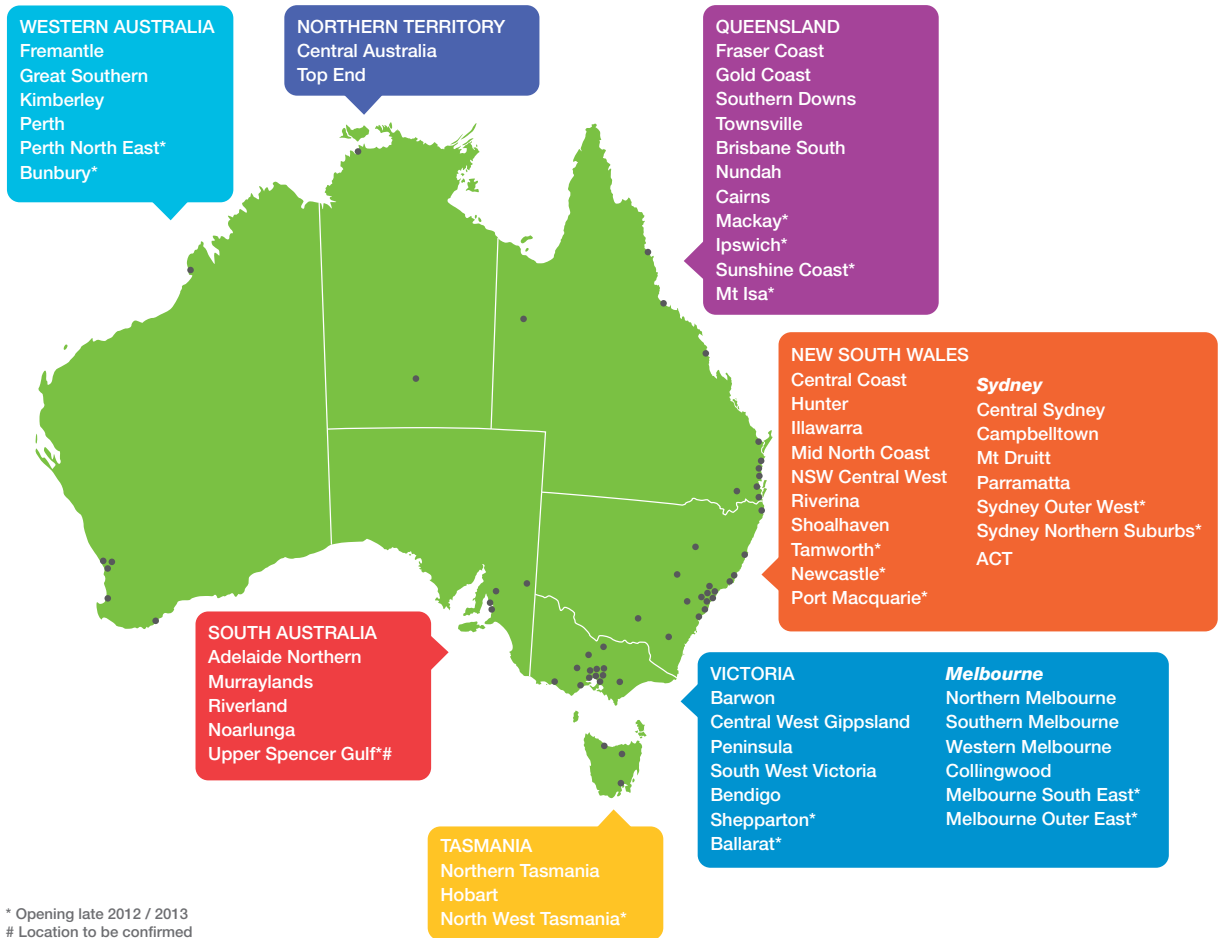 WESTERN AUSTRALIA
Fremantle
Great Southern
Kimberley
Perth
Perth North East*
Bunbury*
NORTHERN TERRITORY
Central Australia
Top End
QUEENSLAND
Fraser Coast
Gold Coast
Southern Downs
Townsville
Brisbane South
Nundah
Cairns
Mackay*
Ipswich*
Sunshine Coast*
Mt Isa*
NEW SOUTH WALES
Central Coast
Hunter
Illawarra
Mid North Coast
NSW Central West
Riverina
Shoalhaven
Tamworth*
Newcastle*
Port Macquarie*
Sydney
Central Sydney
Campbelltown
Mt Druitt
Parramatta
Sydney Outer West*
Sydney Northern Suburbs*
ACT
SOUTH AUSTRALIA
Adelaide Northern
Murraylands
Riverland
Noarlunga
Upper Spencer Gulf*#
VICTORIA
Barwon
Central West Gippsland
Peninsula
South West Victoria
Bendigo
Shepparton*
Ballarat*
Melbourne
Northern Melbourne
Southern Melbourne
Western Melbourne
Collingwood
Melbourne South East*
Melbourne Outer East*
TASMANIA
Northern Tasmania
Hobart
North West Tasmania*
* Opening late 2012 / 2013
# Location to be confirmed